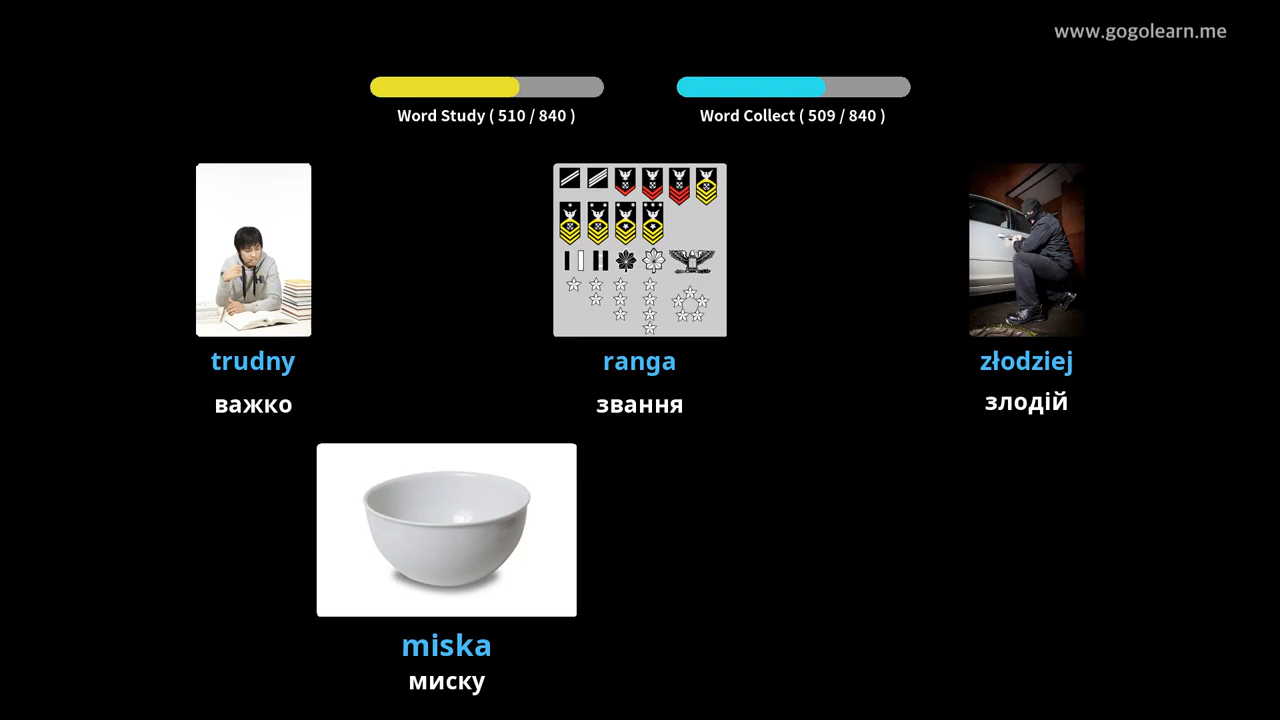 www.gogolearn.me
Word Study ( 510 / 840 )
Word Collect ( 509 / 840 )
trudny
ranga
złodziej
важко
звання
злодій
miska
миску